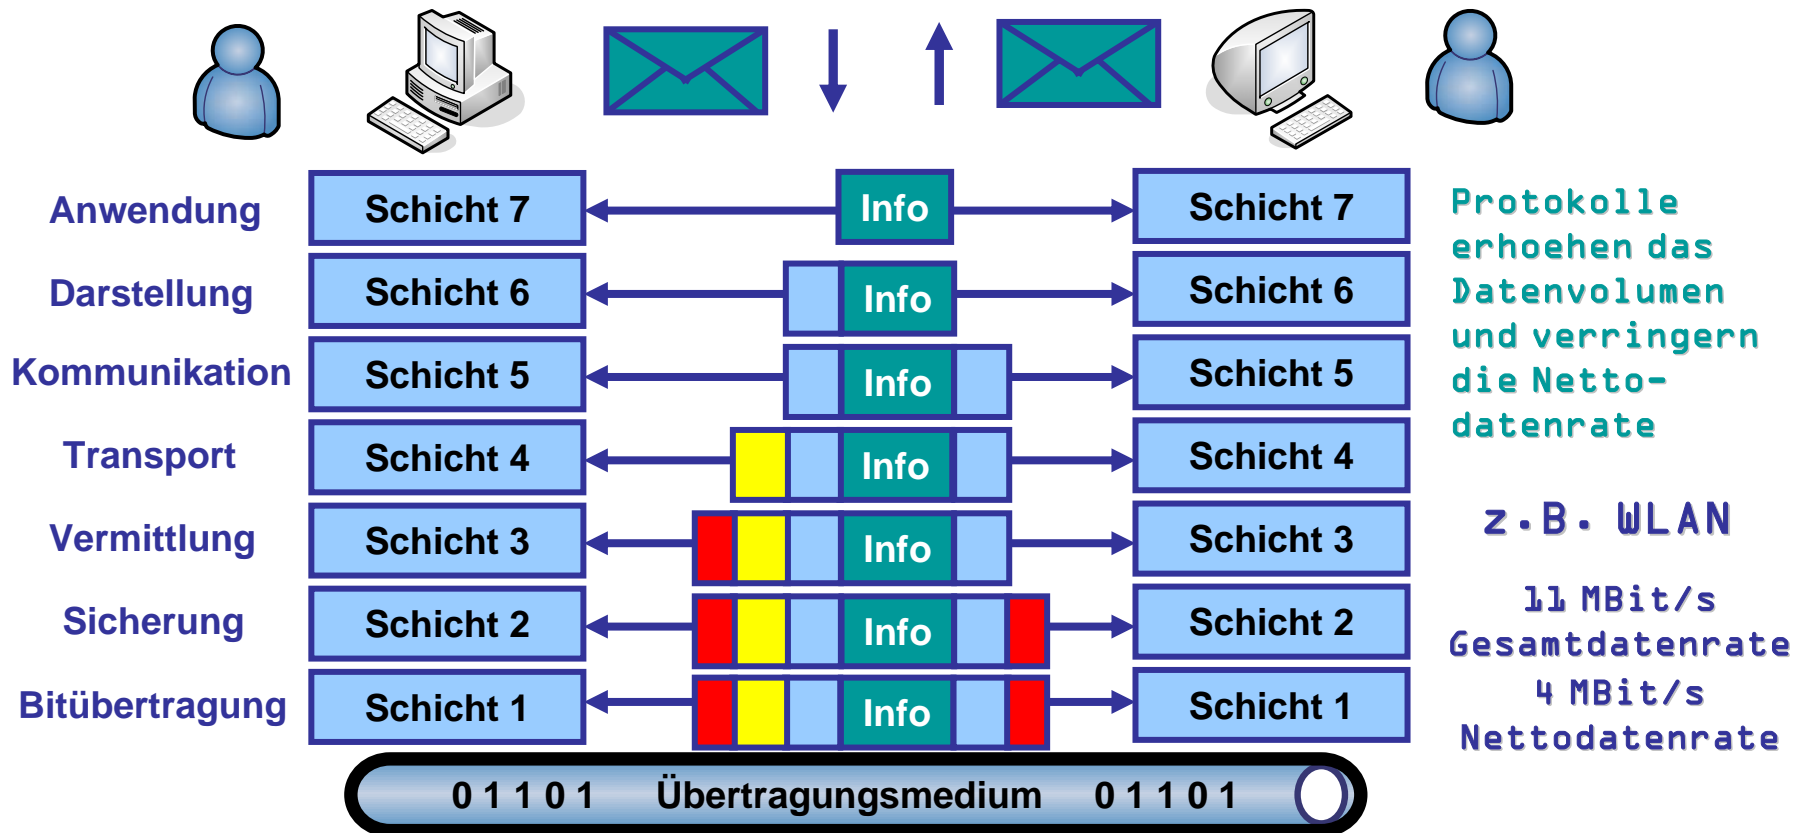 Anwendung Schicht 7 Info Schicht 7
Darstellung Schicht 6 Info Schicht 6
Kommunikation Schicht 5 Info Schicht 5
Transport Schicht 4 Info Schicht 4
Vermittlung Schicht 3 Info Schicht 3
Sicherung Schicht 2 Info Schicht 2
Bitübertragung Schicht 1 Info Schicht 1
0 1 1 0 1 Übertragungsmedium 0 1 1 0 1
Protokolle
erhoehen das
Datenvolumen
und verringern
die Netto-
datenrate
z.B. WLAN
11 MBit/s
Gesamtdatenrate
4 MBit/s
Nettodatenrate